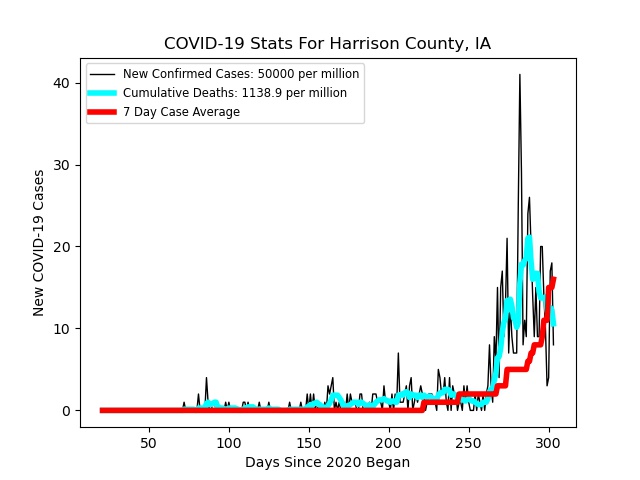 COVID-19 Stats For Harrison County, IA
New Confirmed Cases: 50000 per million
Cumulative Deaths: 1138.9 per million
7 Day Case Average
New COVID-19 Cases
40
30
20
10
0
50 100 150 200 250 300
Days Since 2020 Began